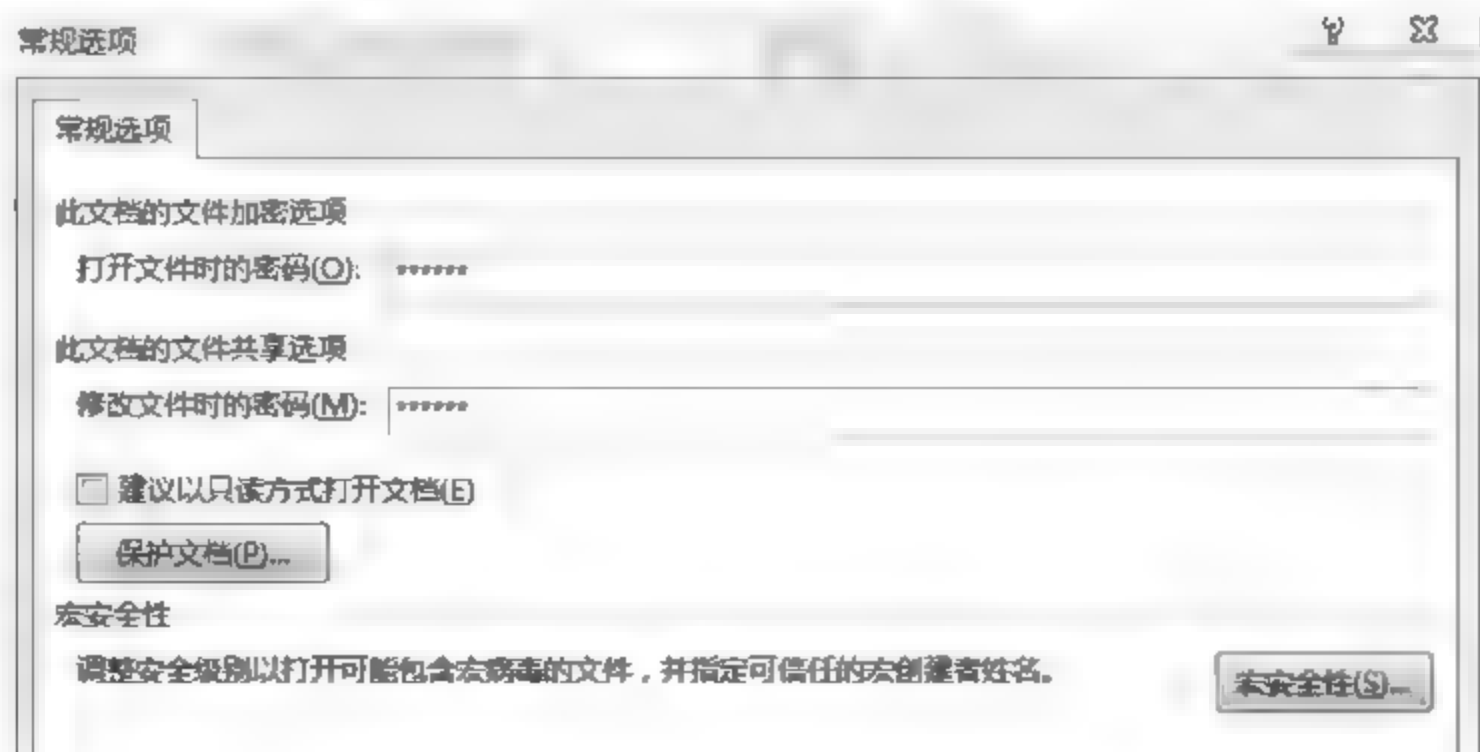 常规选项
常规选项
此文档的文件加密选项
打开文件时的密码(O): ******
此文档的文件共享选项
修改文件时的密码(M): ******
建议以只读方式打开文档(E)
保护文档(P)...
宏安全性
调整安全级别以打开可能包含宏病毒的文件，并指定可信任的宏创建者姓名。
宏安全性(S)...